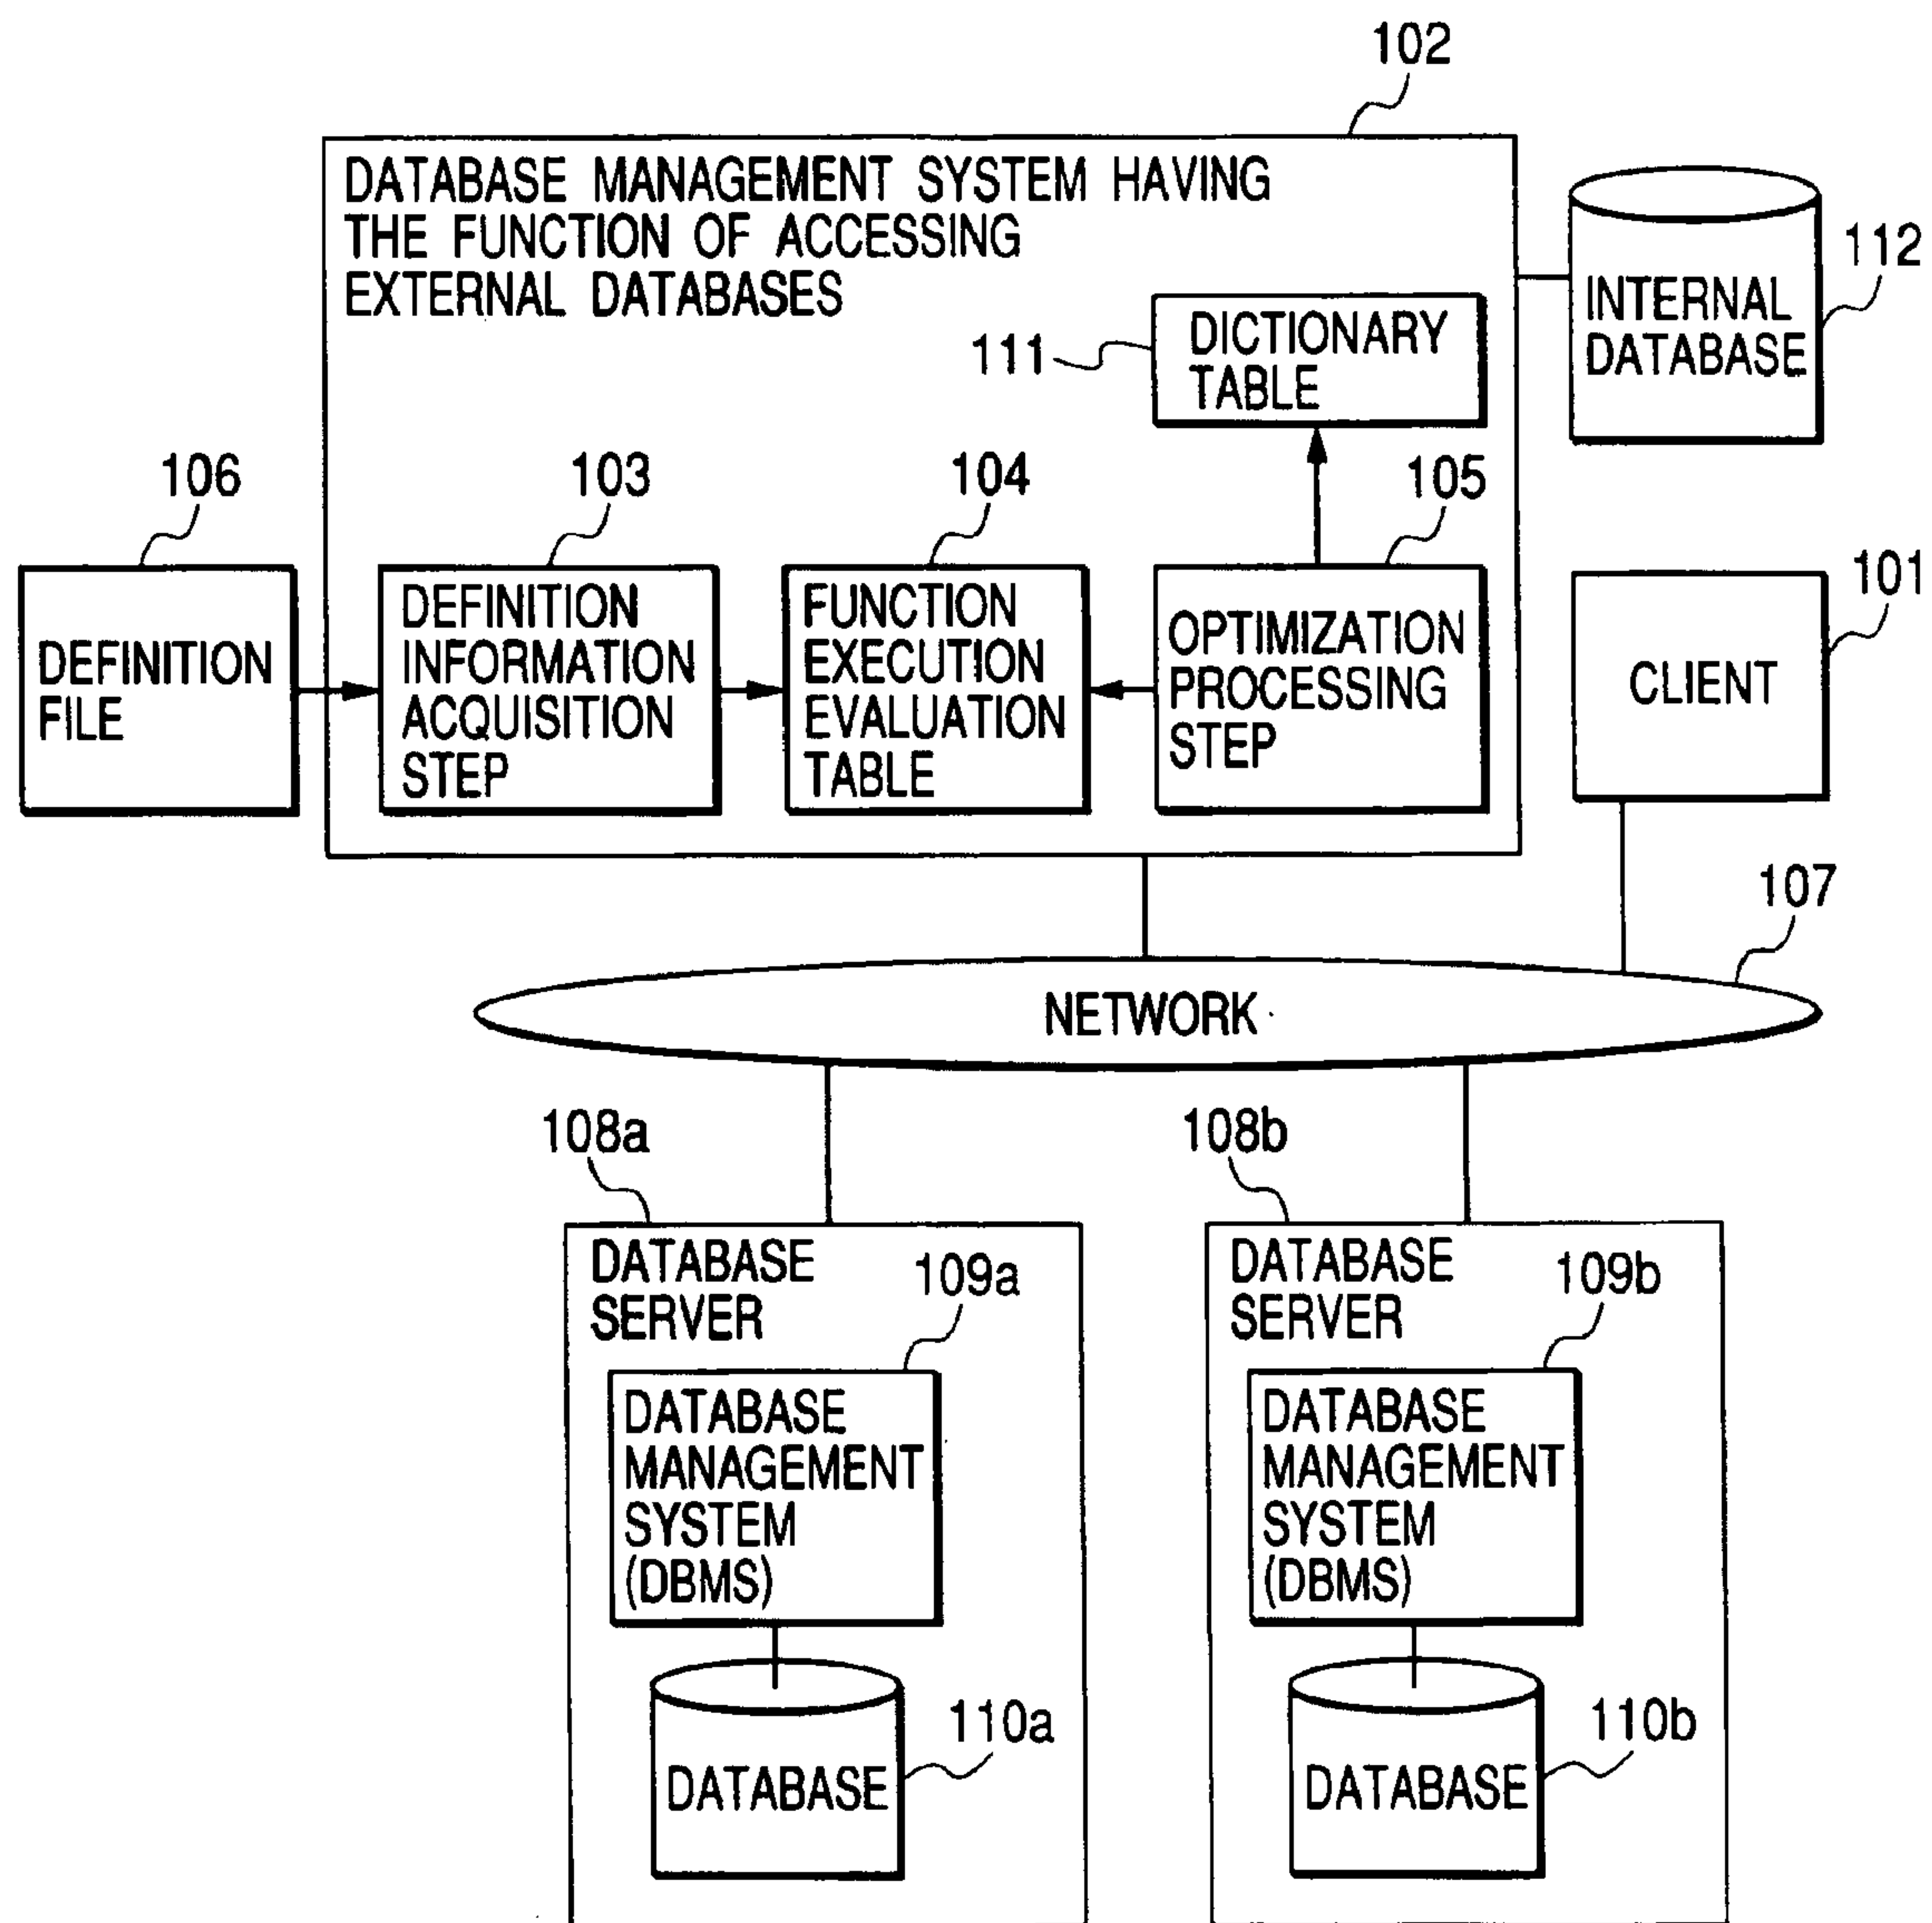 102
DATABASE MANAGEMENT SYSTEM HAVING
THE FUNCTION OF ACCESSING
EXTERNAL DATABASES
112
INTERNAL
DATABASE
111
DICTIONARY
TABLE
106
103
104
105
101
DEFINITION
FILE
DEFINITION
INFORMATION
ACQUISITION
STEP
FUNCTION
EXECUTION
EVALUATION
TABLE
OPTIMIZATION
PROCESSING
STEP
CLIENT
107
NETWORK
108a
108b
DATABASE
SERVER
109a
DATABASE
MANAGEMENT
SYSTEM
(DBMS)
110a
DATABASE
DATABASE
SERVER
109b
DATABASE
MANAGEMENT
SYSTEM
(DBMS)
110b
DATABASE